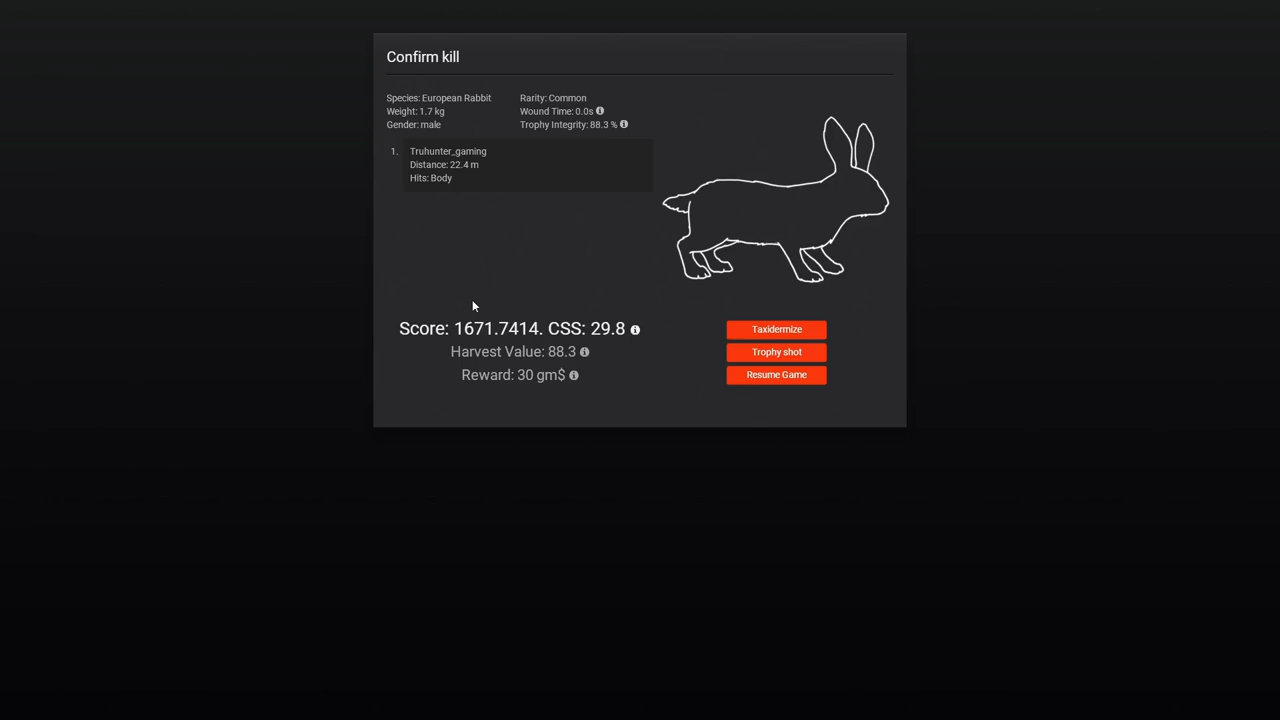 Confirm kill
Species: European Rabbit
Weight: 1.7 kg
Gender: male
Rarity: Common
Wound Time: 0.0s
Trophy Integrity: 88.3 %
1. Truhunter_gaming
Distance: 22.4 m
Hits: Body
Score: 1671.7414. CSS: 29.8
Harvest Value: 88.3
Reward: 30 gm$
Taxidermize
Trophy shot
Resume Game